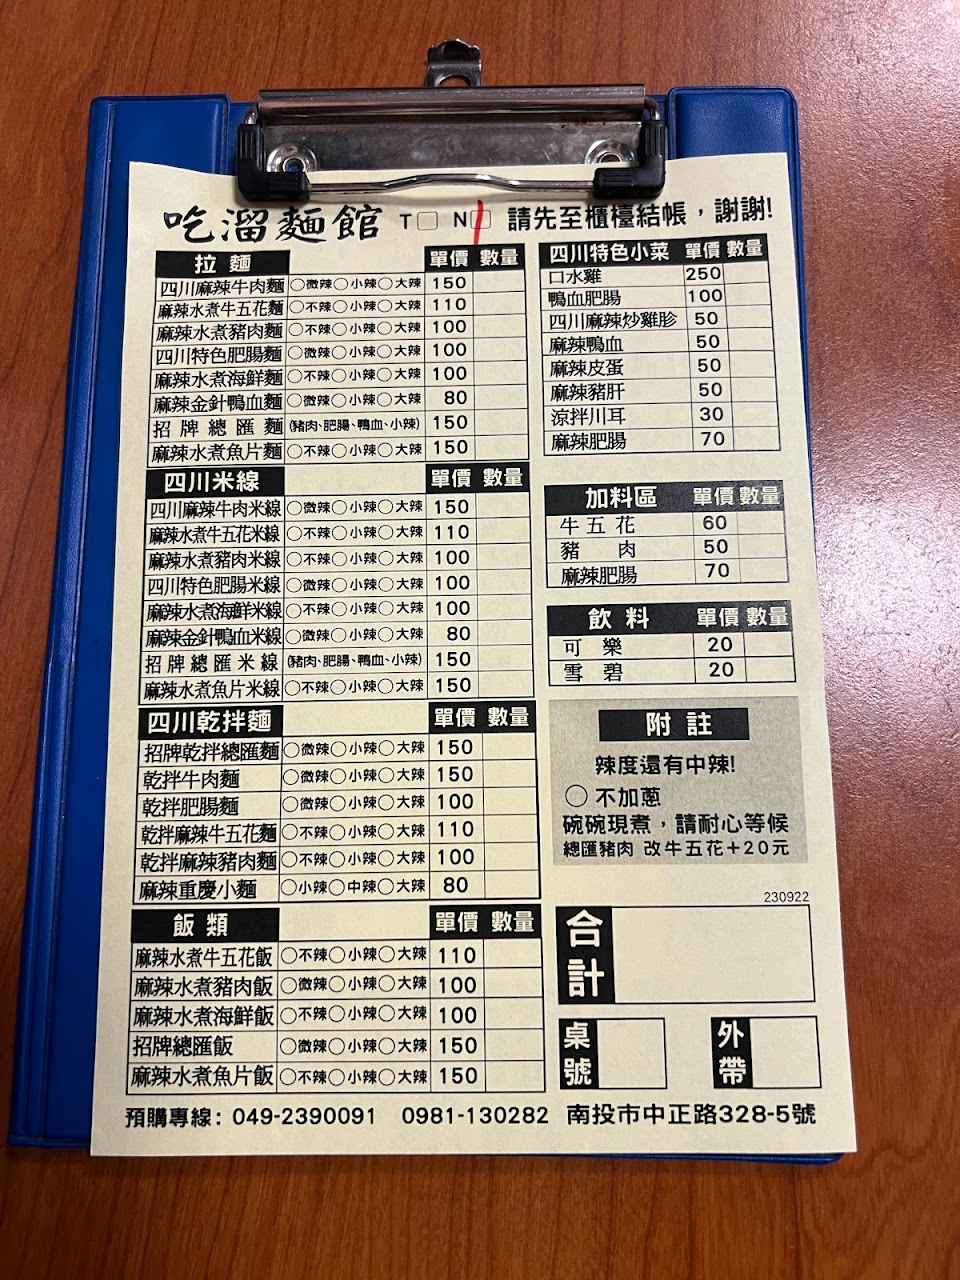 吃溜麵館 T□ N□ 請先至櫃檯結帳，謝謝!
拉麵 單價 數量
四川麻辣牛肉麵 ○微辣○小辣○大辣 150
麻辣水煮牛五花麵 ○不辣○小辣○大辣 110
麻辣水煮豬肉麵 ○不辣○小辣○大辣 100
四川特色肥腸麵 ○微辣○小辣○大辣 100
麻辣水煮海鮮麵 ○不辣○小辣○大辣 100
麻辣金針鴨血麵 ○微辣○小辣○大辣 80
招牌總匯麵 (豬肉、肥腸、鴨血、小辣) 150
麻辣水煮魚片麵 ○不辣○小辣○大辣 150
四川米線 單價 數量
四川麻辣牛肉米線 ○微辣○小辣○大辣 150
麻辣水煮牛五花米線 ○不辣○小辣○大辣 110
麻辣水煮豬肉米線 ○不辣○小辣○大辣 100
四川特色肥腸米線 ○微辣○小辣○大辣 100
麻辣水煮海鮮米線 ○不辣○小辣○大辣 100
麻辣金針鴨血米線 ○微辣○小辣○大辣 80
招牌總匯米線 (豬肉、肥腸、鴨血、小辣) 150
麻辣水煮魚片米線 ○不辣○小辣○大辣 150
四川乾拌麵 單價 數量
招牌乾拌總匯麵 ○微辣○小辣○大辣 150
乾拌牛肉麵 ○微辣○小辣○大辣 150
乾拌肥腸麵 ○微辣○小辣○大辣 100
乾拌麻辣牛五花麵 ○不辣○小辣○大辣 110
乾拌麻辣豬肉麵 ○不辣○小辣○大辣 100
麻辣重慶小麵 ○小辣○中辣○大辣 80
飯類 單價 數量
麻辣水煮牛五花飯 ○不辣○小辣○大辣 110
麻辣水煮豬肉飯 ○微辣○小辣○大辣 100
麻辣水煮海鮮飯 ○不辣○小辣○大辣 100
招牌總匯飯 ○微辣○小辣○大辣 150
麻辣水煮魚片飯 ○不辣○小辣○大辣 150
四川特色小菜 單價 數量
口水雞 250
鴨血肥腸 100
四川麻辣炒雞胗 50
麻辣鴨血 50
麻辣皮蛋 50
麻辣豬肝 50
涼拌川耳 30
麻辣肥腸 70
加料區 單價 數量
牛五花 60
豬肉 50
麻辣肥腸 70
飲料 單價 數量
可樂 20
雪碧 20
附註
辣度還有中辣!
○不加蔥
碗碗現煮，請耐心等候
總匯豬肉 改牛五花+20元
230922
合計
桌號 外帶
預購專線: 049-2390091 0981-130282 南投市中正路328-5號